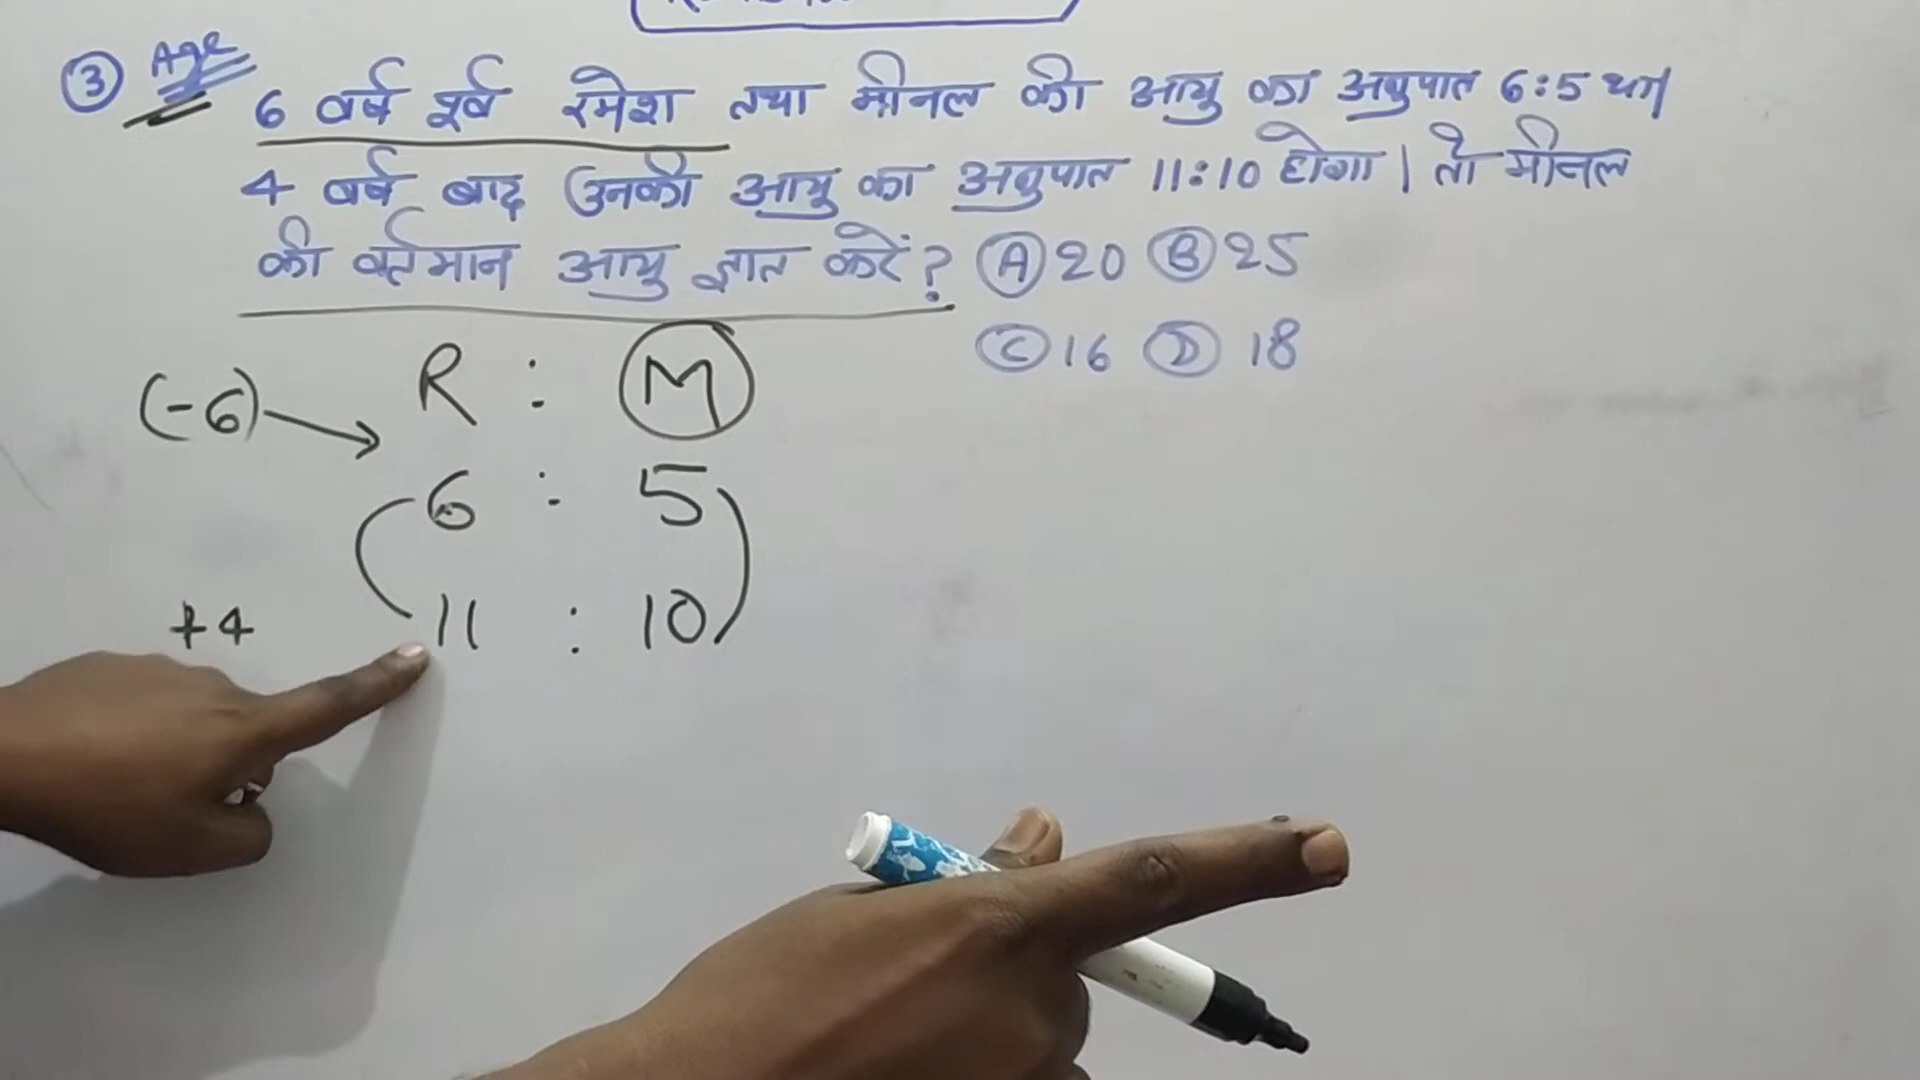 ③ Age
6 वर्ष पूर्व रमेश तथा मीनल की आयु का अनुपात 6:5 था।
4 वर्ष बाद उनकी आयु का अनुपात 11:10 होगा। तो मीनल
की वर्तमान आयु ज्ञात करें? Ⓐ 20 Ⓑ 25
Ⓒ 16 Ⓓ 18
(-6) R : M
6 : 5
+4 11 : 10